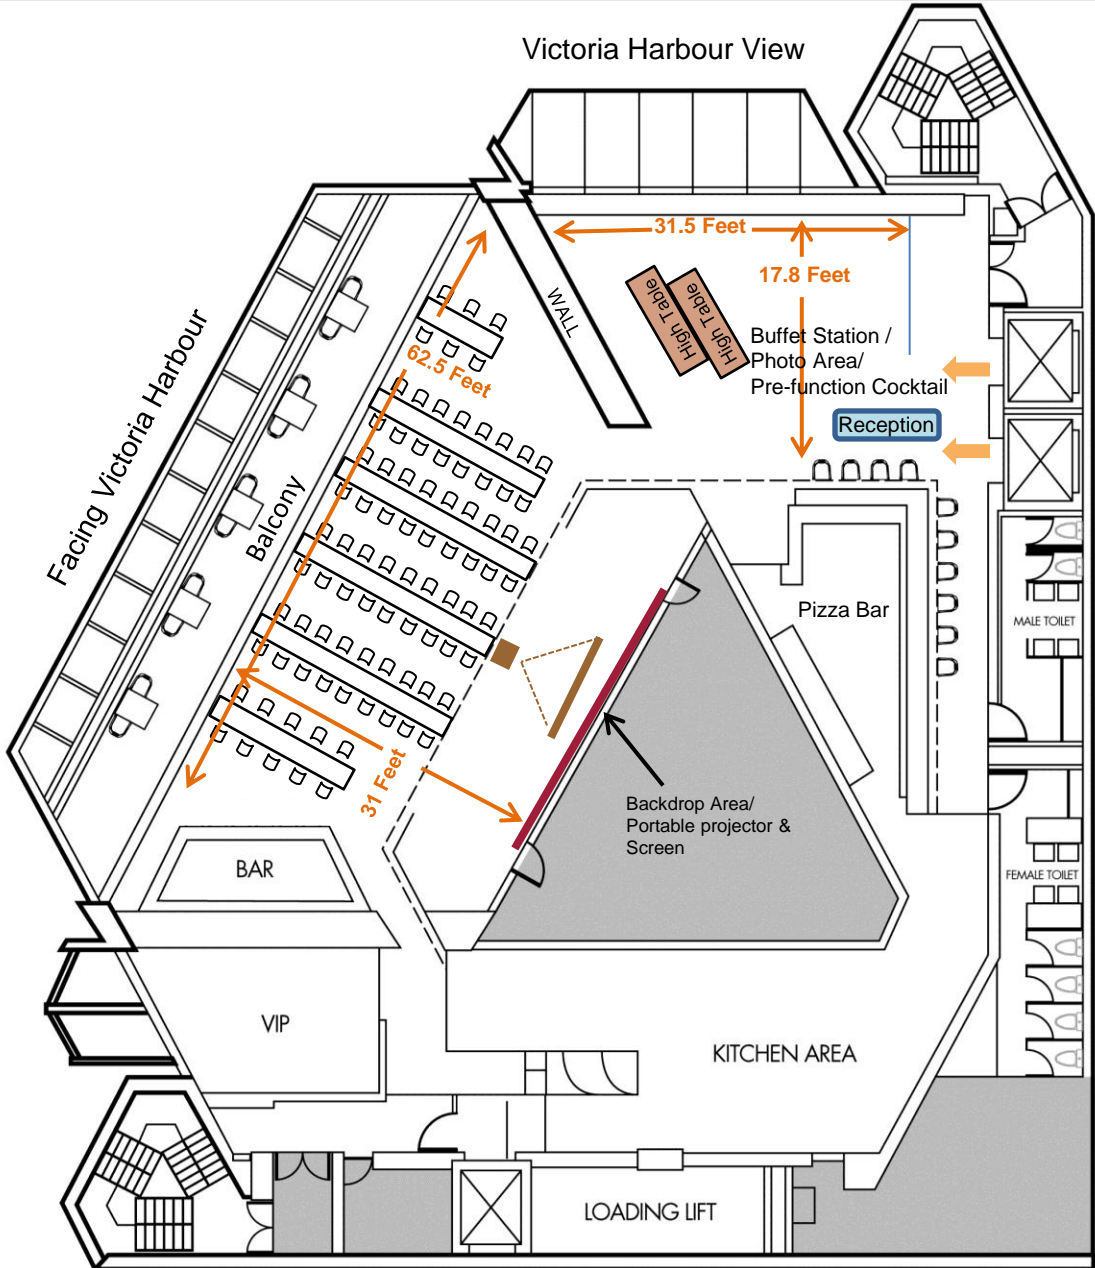 Victoria Harbour View
31.5 Feet
17.8 Feet
WALL
High Table
High Table
Buffet Station /
Photo Area/
Pre-function Cocktail
Reception
Facing Victoria Harbour
Balcony
62.5 Feet
31 Feet
Pizza Bar
MALE TOILET
Backdrop Area/
Portable projector &
Screen
BAR
FEMALE TOILET
VIP
KITCHEN AREA
LOADING LIFT